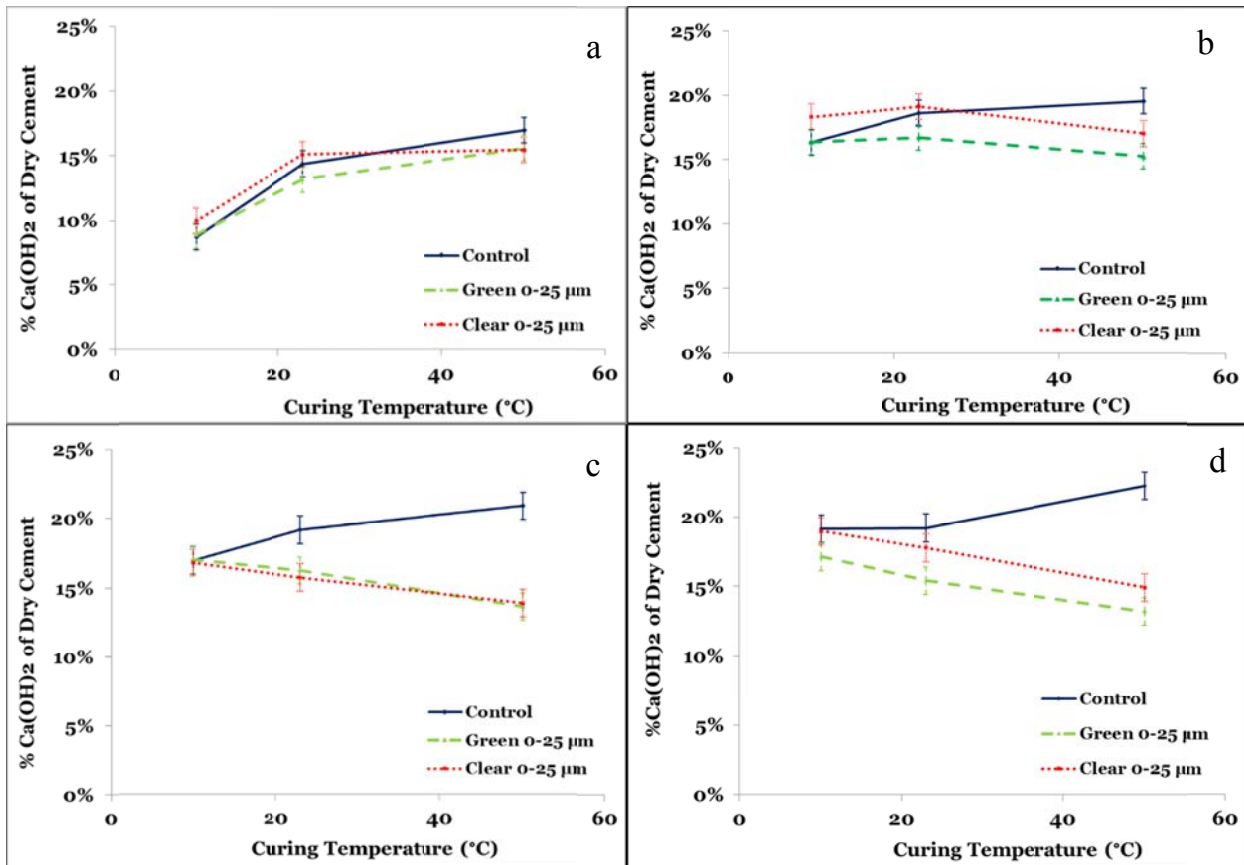 a
25%
20%
15%
10%
5%
0%
% Ca(OH)2 of Dry Cement
Control
Green 0-25 µm
Clear 0-25 µm
0 20 40 60
Curing Temperature (°C)
b
25%
20%
15%
10%
5%
0%
% Ca(OH)2 of Dry Cement
Control
Green 0-25 µm
Clear 0-25 µm
0 20 40 60
Curing Temperature (°C)
c
25%
20%
15%
10%
5%
0%
% Ca(OH)2 of Dry Cement
Control
Green 0-25 µm
Clear 0-25 µm
0 20 40 60
Curing Temperature (°C)
d
25%
20%
15%
10%
5%
0%
%Ca(OH)2 of Dry Cement
Control
Green 0-25 µm
Clear 0-25 µm
0 20 40 60
Curing Temperature (°C)